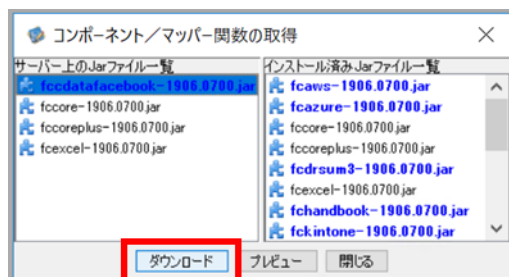 コンポーネント／マッパー関数の取得
サーバー上のJarファイル一覧
fccdatafacebook-1906.0700.jar
fccore-1906.0700.jar
fccoreplus-1906.0700.jar
fcexcel-1906.0700.jar
インストール済みJarファイル一覧
fcaws-1906.0700.jar
fcazure-1906.0700.jar
fccore-1906.0700.jar
fccoreplus-1906.0700.jar
fcdrsum3-1906.0700.jar
fcexcel-1906.0700.jar
fchandbook-1906.0700.jar
fckintone-1906.0700.jar
ダウンロード
プレビュー
閉じる